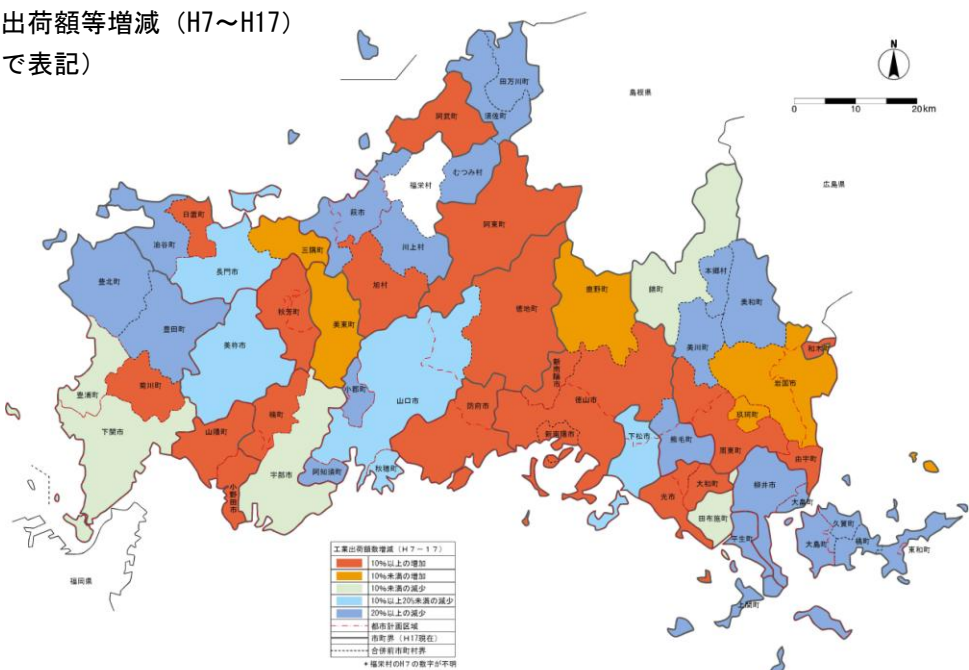 出荷額等増減（H7～H17）
で表記）
N
0 10 20km
島根県
広島県
福岡県
田万川町
須佐町
阿武町
むつみ村
福栄村
萩市
川上村
阿東町
日置町
油谷町
長門市
三隅町
旭村
豊北町
豊田町
秋芳町
美東町
美祢市
徳地町
鹿野町
錦町
本郷村
美和町
美川町
和木町
岩国市
玖珂町
豊浦町
菊川町
下関市
山陽町
楠町
小郡町
山口市
防府市
新南陽市
徳山市
下松市
熊毛町
周東町
由宇町
宇部市
阿知須町
秋穂町
小野田市
光市
大和町
田布施町
柳井市
大畠町
平生町
大島町
久賀町
橘町
東和町
上関町
工業出荷額数増減（H7－17）
10%以上の増加
10%未満の増加
10%未満の減少
10%以上20%未満の減少
20%以上の減少
都市計画区域
市町界（H17現在）
合併前市町村界
＊福栄村のH7の数字が不明